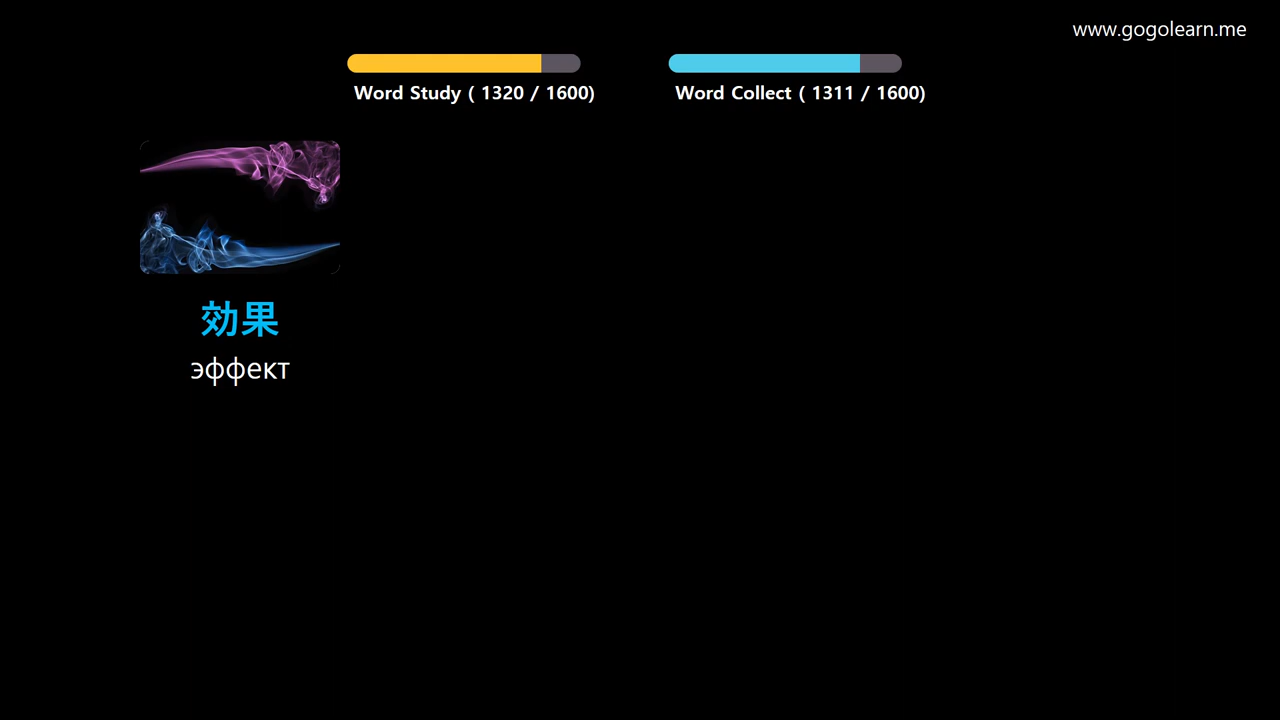 www.gogolearn.me
Word Study ( 1320 / 1600)
Word Collect ( 1311 / 1600)
効果
эффект